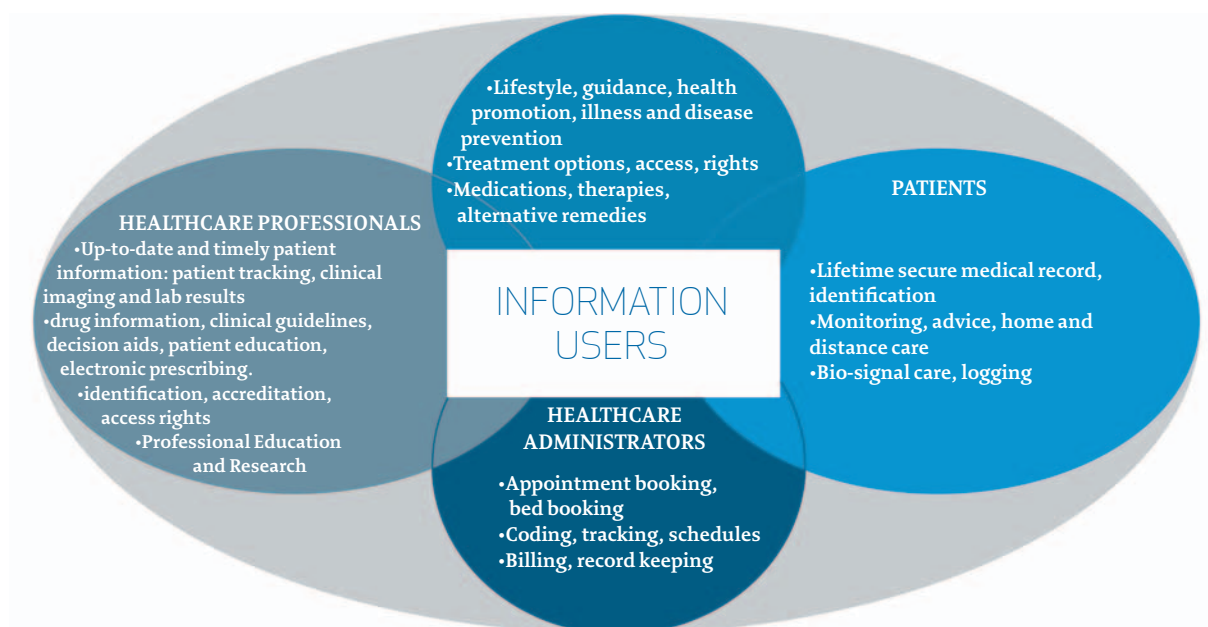 •Lifestyle, guidance, health
promotion, illness and disease
prevention
•Treatment options, access, rights
•Medications, therapies,
alternative remedies
HEALTHCARE PROFESSIONALS
•Up-to-date and timely patient
information: patient tracking, clinical
imaging and lab results
•drug information, clinical guidelines,
decision aids, patient education,
electronic prescribing.
•identification, accreditation,
access rights
•Professional Education
and Research
INFORMATION
USERS
PATIENTS
•Lifetime secure medical record,
identification
•Monitoring, advice, home and
distance care
•Bio-signal care, logging
HEALTHCARE
ADMINISTRATORS
•Appointment booking,
bed booking
•Coding, tracking, schedules
•Billing, record keeping